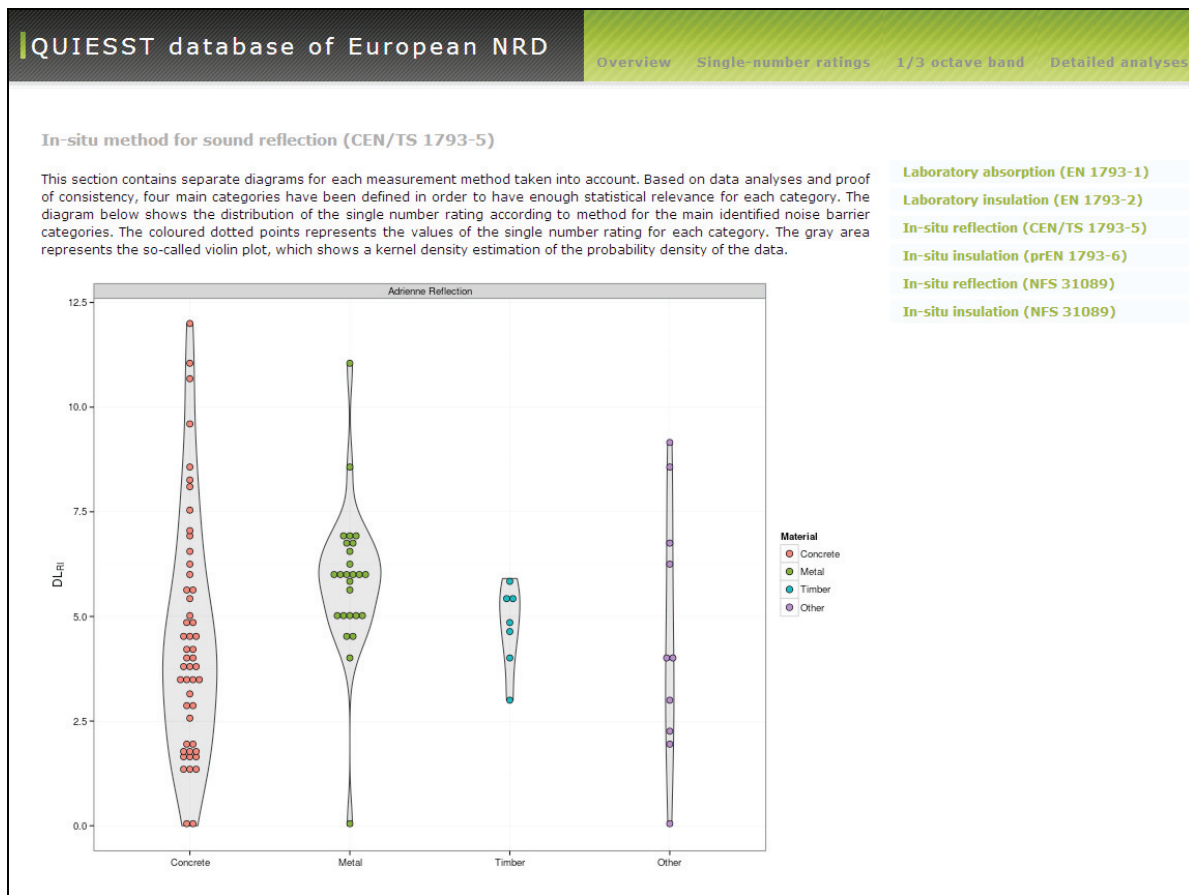 QUIESST database of European NRD
Overview Single-number ratings 1/3 octave band Detailed analyses
In-situ method for sound reflection (CEN/TS 1793-5)
This section contains separate diagrams for each measurement method taken into account. Based on data analyses and proof
of consistency, four main categories have been defined in order to have enough statistical relevance for each category. The
diagram below shows the distribution of the single number rating according to method for the main identified noise barrier
categories. The coloured dotted points represents the values of the single number rating for each category. The gray area
represents the so-called violin plot, which shows a kernel density estimation of the probability density of the data.
Laboratory absorption (EN 1793-1)
Laboratory insulation (EN 1793-2)
In-situ reflection (CEN/TS 1793-5)
In-situ insulation (prEN 1793-6)
In-situ reflection (NFS 31089)
In-situ insulation (NFS 31089)
Adrienne Reflection
12.5
10.0
7.5
5.0
2.5
0.0
DLRI
Concrete Metal Timber Other
Material
Concrete
Metal
Timber
Other